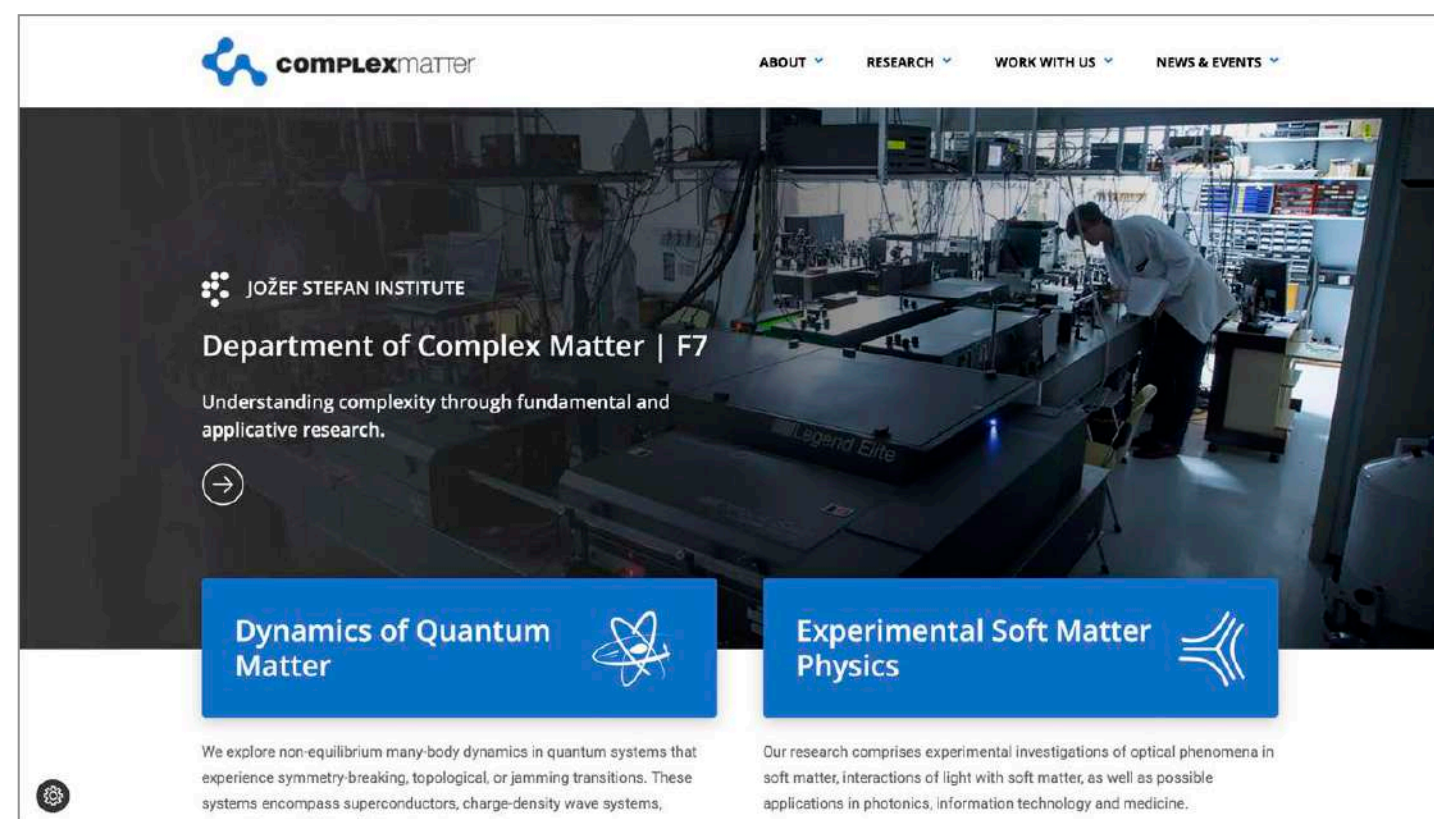 complexmatter
ABOUT
RESEARCH
WORK WITH US
NEWS & EVENTS
JOŽEF STEFAN INSTITUTE
Department of Complex Matter | F7
Understanding complexity through fundamental and
applicative research.
Legend Elite
Dynamics of Quantum
Matter
Experimental Soft Matter
Physics
We explore non-equilibrium many-body dynamics in quantum systems that
experience symmetry-breaking, topological, or jamming transitions. These
systems encompass superconductors, charge-density wave systems,
Our research comprises experimental investigations of optical phenomena in
soft matter, interactions of light with soft matter, as well as possible
applications in photonics, information technology and medicine.